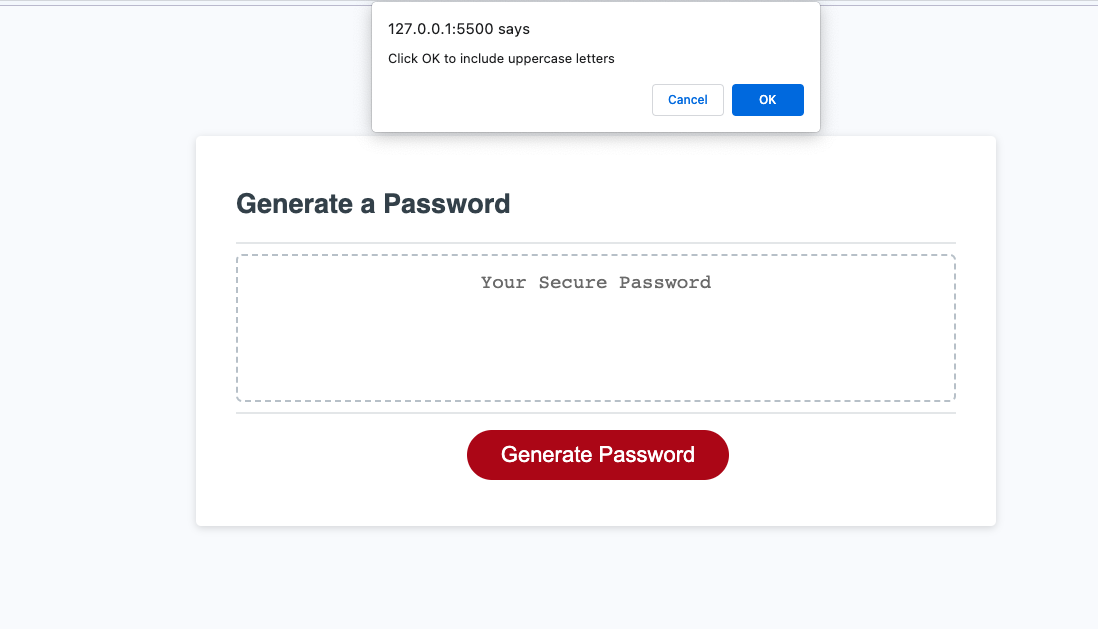 127.0.0.1:5500 says
Click OK to include uppercase letters
Cancel
OK
Generate a Password
Your Secure Password
Generate Password